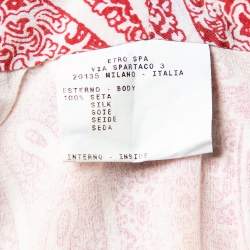 ETRO SPA
VIA SPARTACO 3
20135 MILANO - ITALIA
ESTERNO - BODY
100% SETA
SILK
SOIE
SEIDE
SEDA
INTERNO - INSIDE